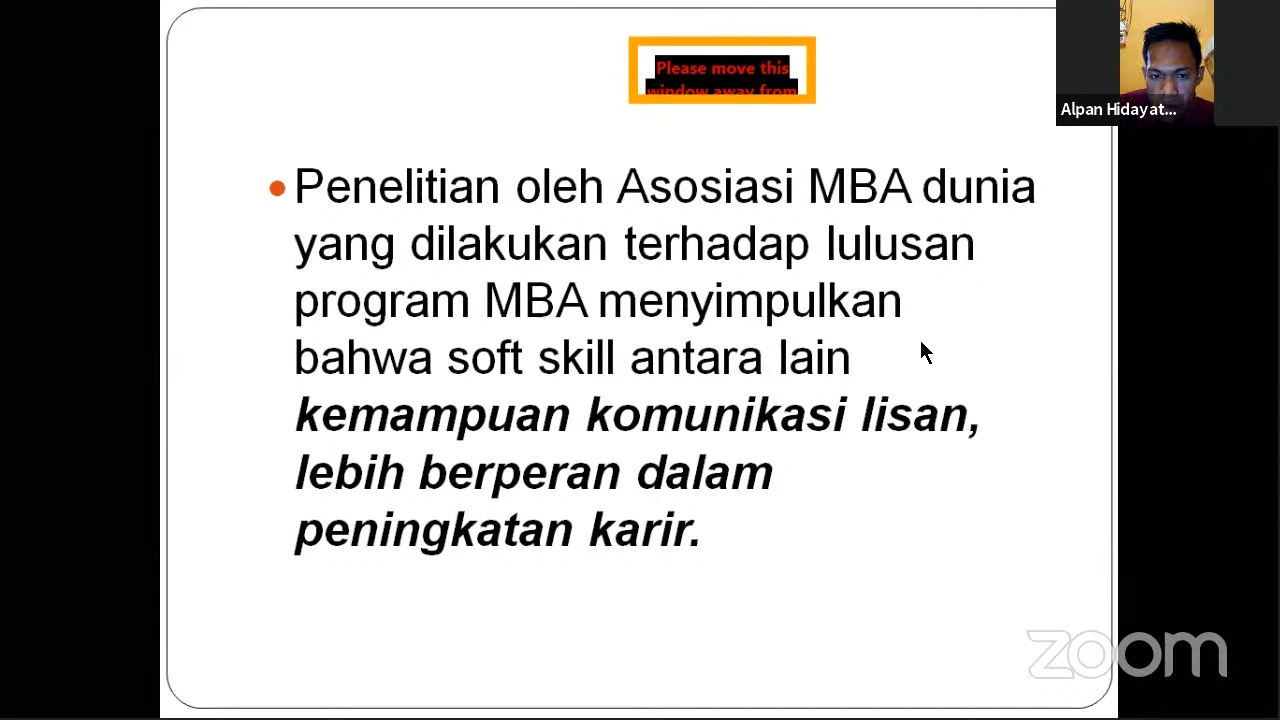 Please move this
window away from
Alpan Hidayat...
Penelitian oleh Asosiasi MBA dunia
yang dilakukan terhadap lulusan
program MBA menyimpulkan
bahwa soft skill antara lain
kemampuan komunikasi lisan,
lebih berperan dalam
peningkatan karir.
zoom